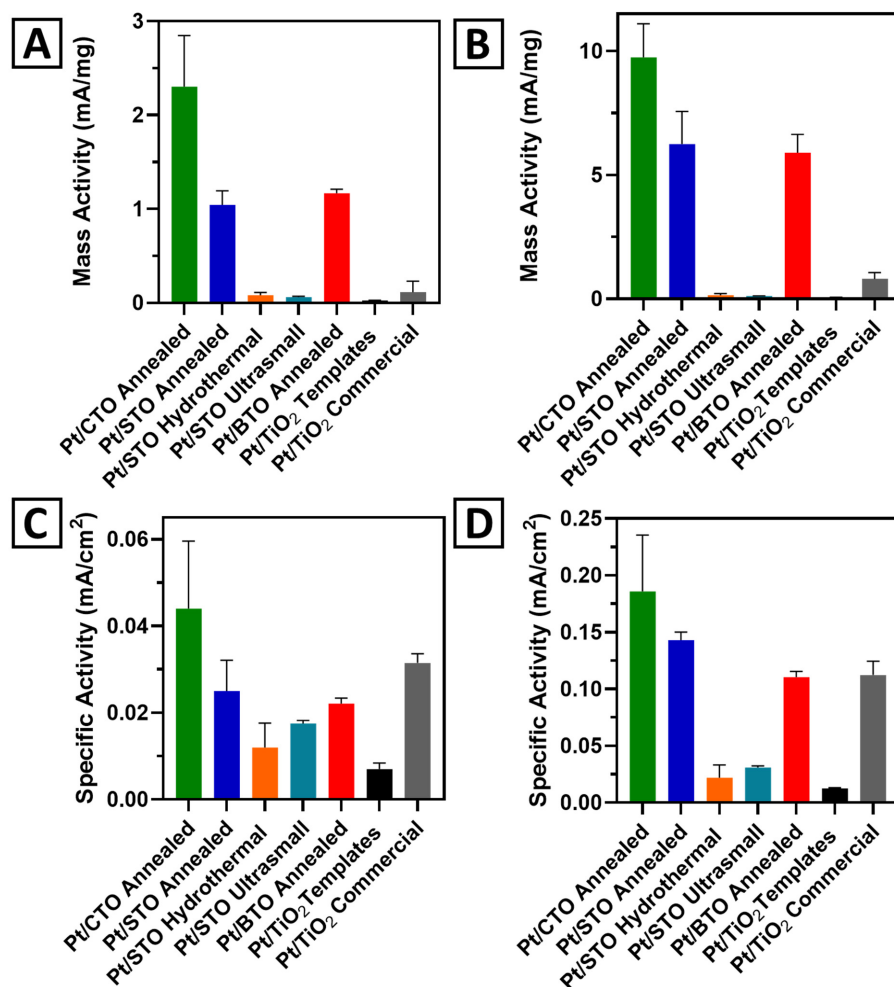 A
Mass Activity (mA/mg)
3
2
1
0
Pt/CTO Annealed
Pt/STO Annealed
Pt/STO Hydrothermal
Pt/STO Ultrasmall
Pt/BTO Annealed
Pt/TiO₂ Templates
Pt/TiO₂ Commercial
B
Mass Activity (mA/mg)
10
5
0
Pt/CTO Annealed
Pt/STO Annealed
Pt/STO Hydrothermal
Pt/STO Ultrasmall
Pt/BTO Annealed
Pt/TiO₂ Templates
Pt/TiO₂ Commercial
C
Specific Activity (mA/cm²)
0.06
0.04
0.02
0.00
Pt/CTO Annealed
Pt/STO Annealed
Pt/STO Hydrothermal
Pt/STO Ultrasmall
Pt/BTO Annealed
Pt/TiO₂ Templates
Pt/TiO₂ Commercial
D
Specific Activity (mA/cm²)
0.25
0.20
0.15
0.10
0.05
0.00
Pt/CTO Annealed
Pt/STO Annealed
Pt/STO Hydrothermal
Pt/STO Ultrasmall
Pt/BTO Annealed
Pt/TiO₂ Templates
Pt/TiO₂ Commercial